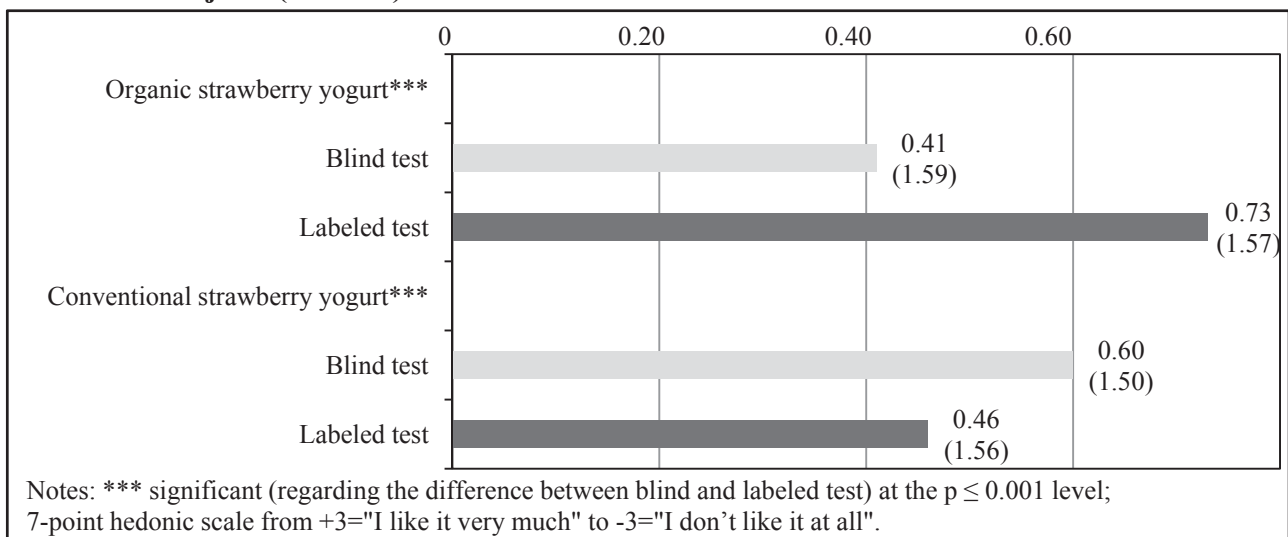 0 0.20 0.40 0.60
Organic strawberry yogurt***
Blind test
0.41
(1.59)
Labeled test
0.73
(1.57)
Conventional strawberry yogurt***
Blind test
0.60
(1.50)
Labeled test
0.46
(1.56)
Notes: *** significant (regarding the difference between blind and labeled test) at the p ≤ 0.001 level;
7-point hedonic scale from +3="I like it very much" to -3="I don’t like it at all".